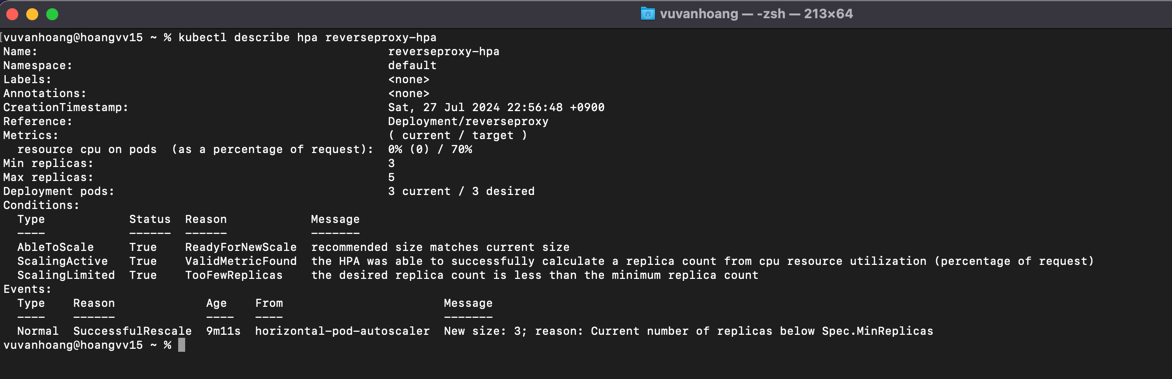 vuvanhoang — -zsh — 213×64
[vuvanhoang@hoangvv15 ~ % kubectl describe hpa reverseproxy-hpa
Name: reverseproxy-hpa
Namespace: default
Labels: <none>
Annotations: <none>
CreationTimestamp: Sat, 27 Jul 2024 22:56:48 +0900
Reference: Deployment/reverseproxy
Metrics: ( current / target )
resource cpu on pods (as a percentage of request): 0% (0) / 70%
Min replicas: 3
Max replicas: 5
Deployment pods: 3 current / 3 desired
Conditions:
Type Status Reason Message
---- ------ ------ -------
AbleToScale True ReadyForNewScale recommended size matches current size
ScalingActive True ValidMetricFound the HPA was able to successfully calculate a replica count from cpu resource utilization (percentage of request)
ScalingLimited True TooFewReplicas the desired replica count is less than the minimum replica count
Events:
Type Reason Age From Message
---- ------ ---- ---- -------
Normal SuccessfulRescale 9m11s horizontal-pod-autoscaler New size: 3; reason: Current number of replicas below Spec.MinReplicas
vuvanhoang@hoangvv15 ~ %